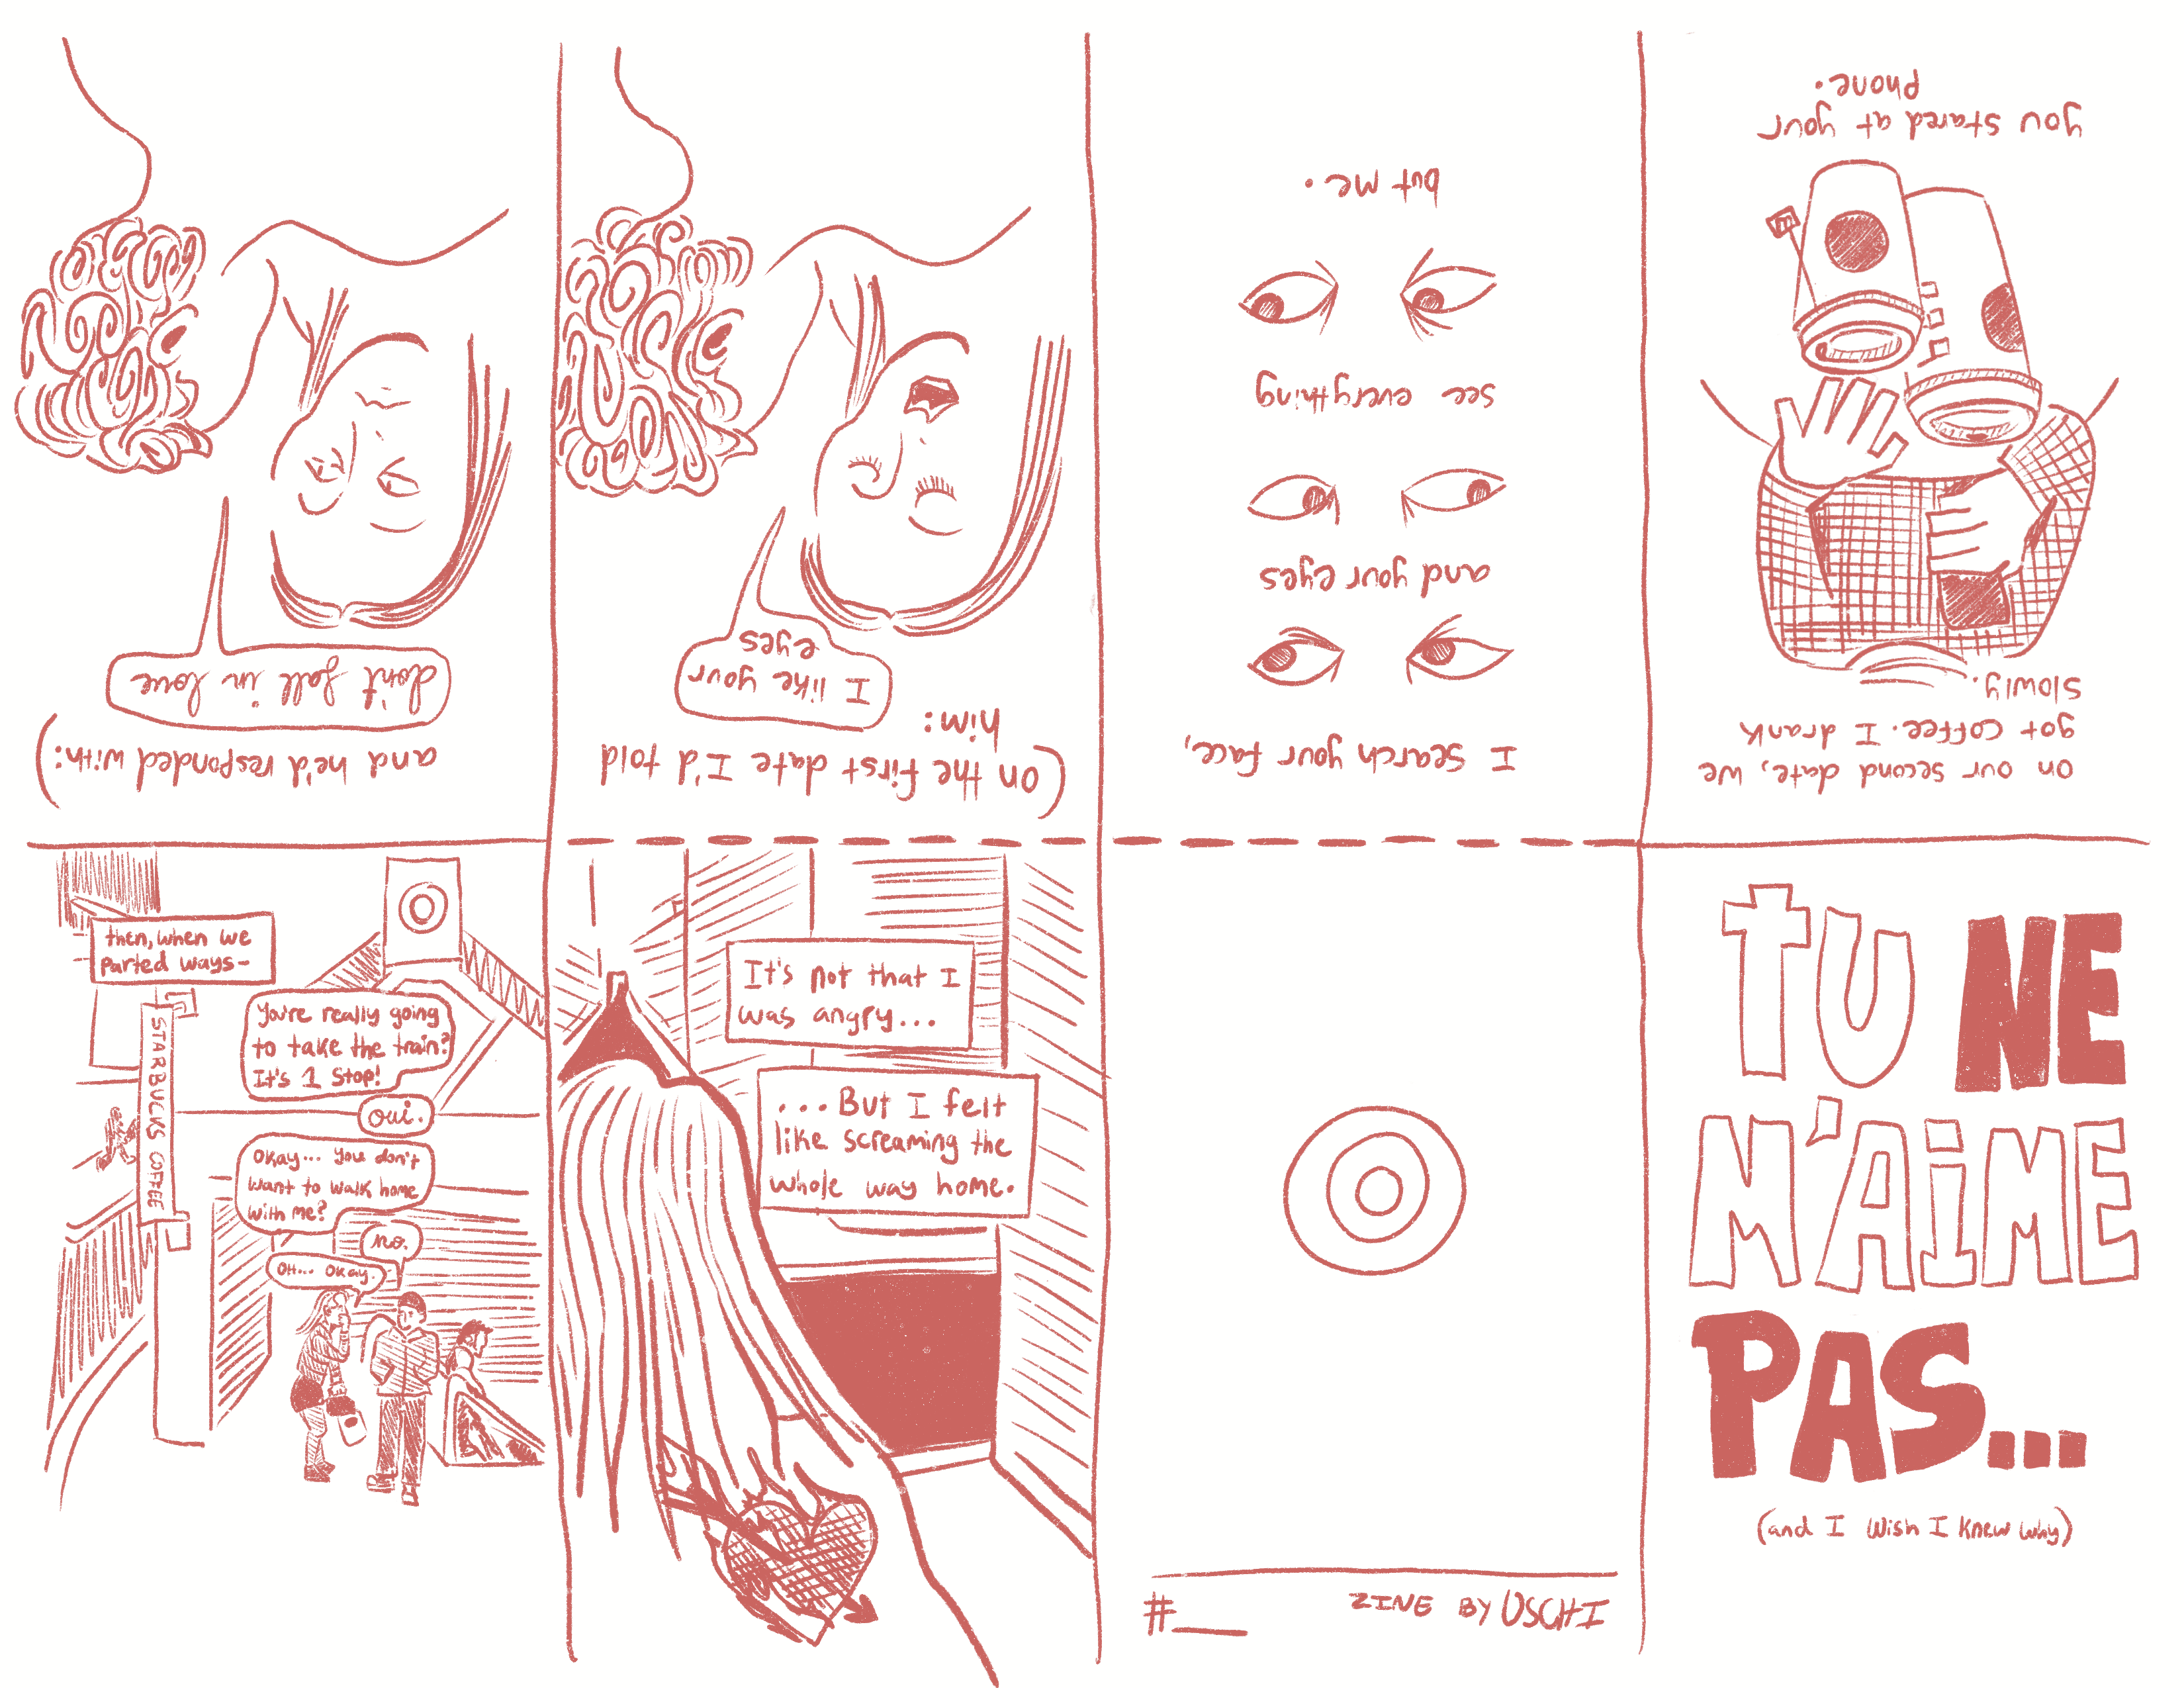 TU NE
M'AIME
PAS...
(and I wish I knew why)
on our second date, we
got coffee. I drank
slowly.
you stared at your
phone.
I search your face,
and your eyes
see everything
but me.
(on the first date I'd told
him:
I like your
eyes
and he'd responded with:)
don't fall in love
then, when we
parted ways-
STARBUCKS COFFEE
You're really going
to take the train?
It's 1 stop!
oui.
Okay... you don't
want to walk home
with me?
no.
OH... okay.
It's not that I
was angry...
...But I felt
like screaming the
whole way home.
#___ ZINE BY USCHI